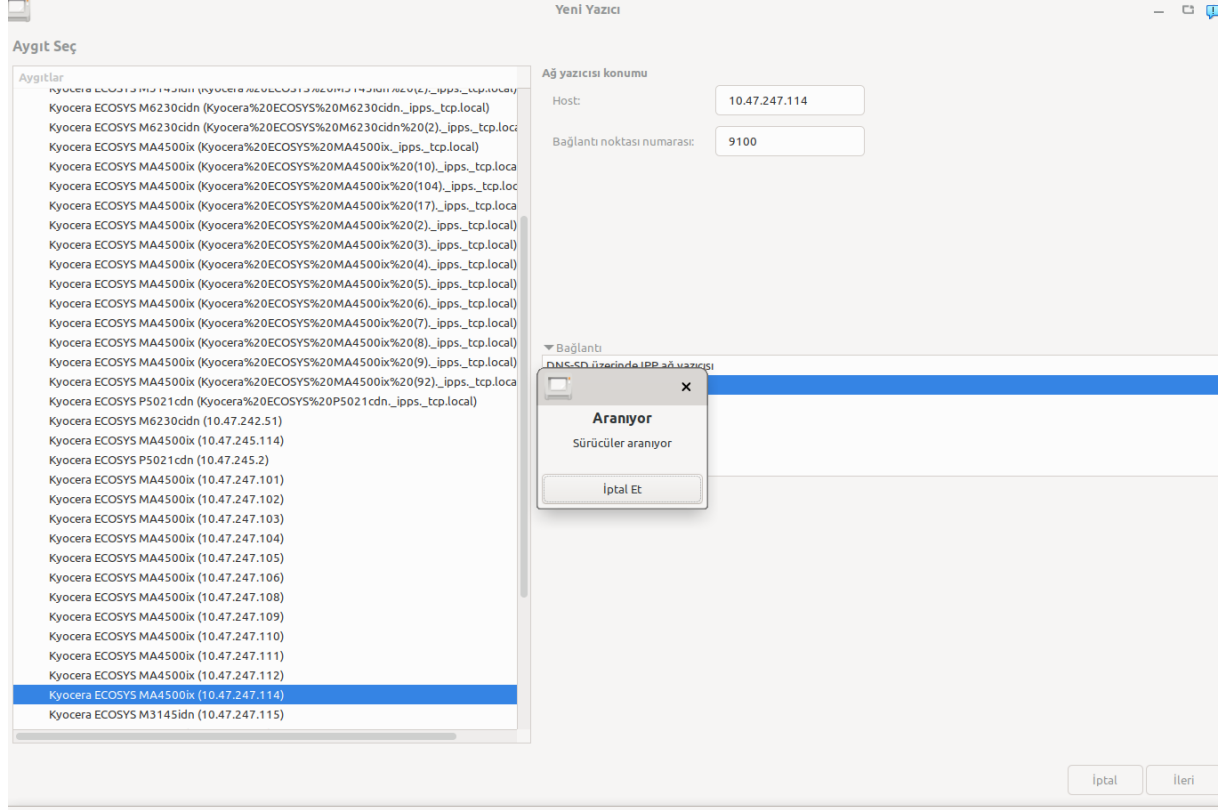 Yeni Yazıcı
Aygıt Seç
Aygıtlar
Kyocera ECOSYS M3145idn (Kyocera%20ECOSYS%20M3145idn%20(2)._ipps._tcp.local)
Kyocera ECOSYS M6230cidn (Kyocera%20ECOSYS%20M6230cidn._ipps._tcp.local)
Kyocera ECOSYS M6230cidn (Kyocera%20ECOSYS%20M6230cidn%20(2)._ipps._tcp.loca
Kyocera ECOSYS MA4500ix (Kyocera%20ECOSYS%20MA4500ix._ipps._tcp.local)
Kyocera ECOSYS MA4500ix (Kyocera%20ECOSYS%20MA4500ix%20(10)._ipps._tcp.loca
Kyocera ECOSYS MA4500ix (Kyocera%20ECOSYS%20MA4500ix%20(104)._ipps._tcp.loc
Kyocera ECOSYS MA4500ix (Kyocera%20ECOSYS%20MA4500ix%20(17)._ipps._tcp.loca
Kyocera ECOSYS MA4500ix (Kyocera%20ECOSYS%20MA4500ix%20(2)._ipps._tcp.local)
Kyocera ECOSYS MA4500ix (Kyocera%20ECOSYS%20MA4500ix%20(3)._ipps._tcp.local)
Kyocera ECOSYS MA4500ix (Kyocera%20ECOSYS%20MA4500ix%20(4)._ipps._tcp.local)
Kyocera ECOSYS MA4500ix (Kyocera%20ECOSYS%20MA4500ix%20(5)._ipps._tcp.local)
Kyocera ECOSYS MA4500ix (Kyocera%20ECOSYS%20MA4500ix%20(6)._ipps._tcp.local)
Kyocera ECOSYS MA4500ix (Kyocera%20ECOSYS%20MA4500ix%20(7)._ipps._tcp.local)
Kyocera ECOSYS MA4500ix (Kyocera%20ECOSYS%20MA4500ix%20(8)._ipps._tcp.local)
Kyocera ECOSYS MA4500ix (Kyocera%20ECOSYS%20MA4500ix%20(9)._ipps._tcp.local)
Kyocera ECOSYS MA4500ix (Kyocera%20ECOSYS%20MA4500ix%20(92)._ipps._tcp.loca
Kyocera ECOSYS P5021cdn (Kyocera%20ECOSYS%20P5021cdn._ipps._tcp.local)
Kyocera ECOSYS M6230cidn (10.47.242.51)
Kyocera ECOSYS MA4500ix (10.47.245.114)
Kyocera ECOSYS P5021cdn (10.47.245.2)
Kyocera ECOSYS MA4500ix (10.47.247.101)
Kyocera ECOSYS MA4500ix (10.47.247.102)
Kyocera ECOSYS MA4500ix (10.47.247.103)
Kyocera ECOSYS MA4500ix (10.47.247.104)
Kyocera ECOSYS MA4500ix (10.47.247.105)
Kyocera ECOSYS MA4500ix (10.47.247.106)
Kyocera ECOSYS MA4500ix (10.47.247.108)
Kyocera ECOSYS MA4500ix (10.47.247.109)
Kyocera ECOSYS MA4500ix (10.47.247.110)
Kyocera ECOSYS MA4500ix (10.47.247.111)
Kyocera ECOSYS MA4500ix (10.47.247.112)
Kyocera ECOSYS MA4500ix (10.47.247.114)
Kyocera ECOSYS M3145idn (10.47.247.115)
Ağ yazıcısı konumu
Host: 10.47.247.114
Bağlantı noktası numarası: 9100
Bağlantı
DNS-SD üzerinde IPP ağ yazıcısı
Aranıyor
Sürücüler aranıyor
İptal Et
İptal İleri